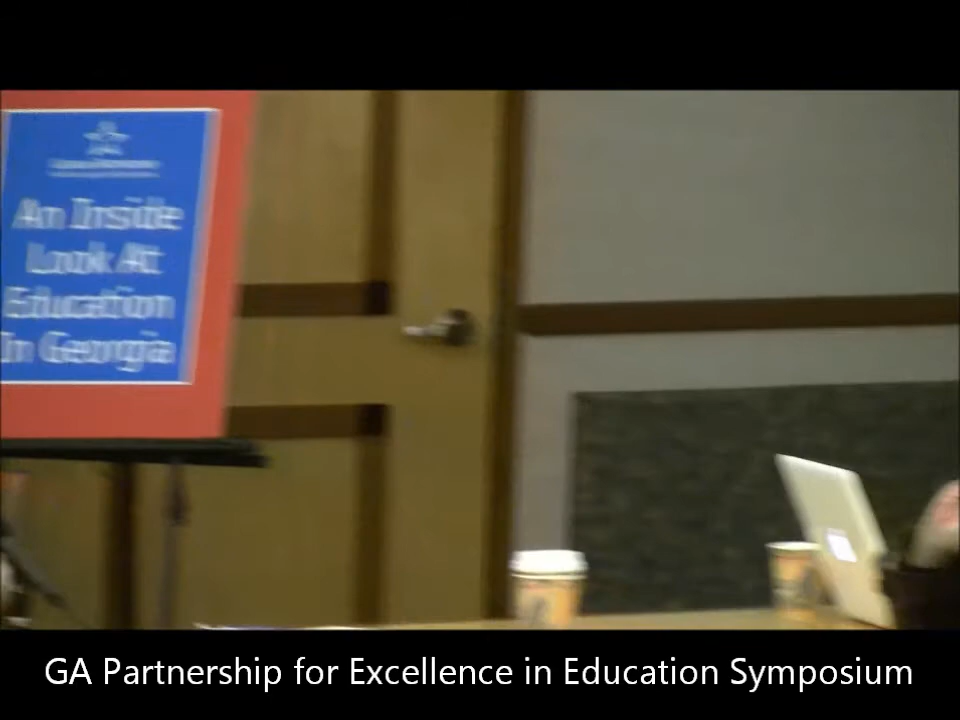 An Inside
Look At
Education
In Georgia
GA Partnership for Excellence in Education Symposium